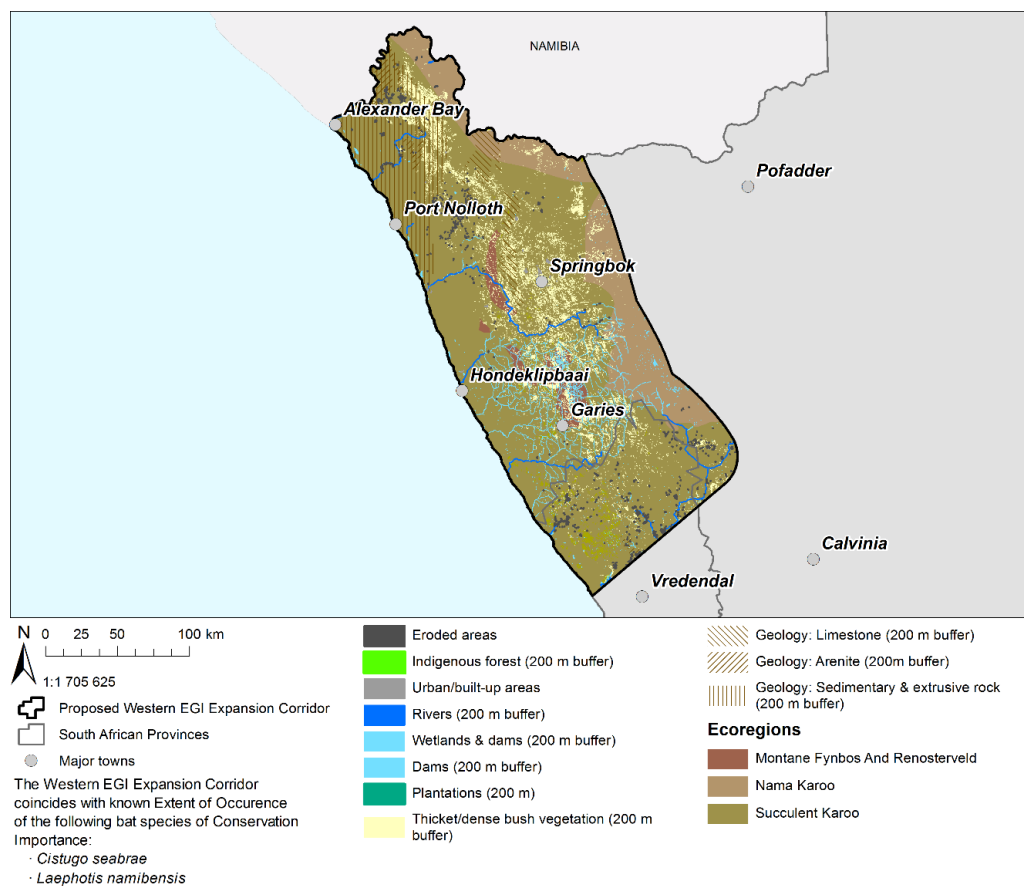 NAMIBIA
Alexander Bay
Pofadder
Port Nolloth
Springbok
Hondeklipbaai
Garies
Calvinia
Vredendal
N
0 25 50 100 km
1:1 705 625
Proposed Western EGI Expansion Corridor
South African Provinces
Major towns
The Western EGI Expansion Corridor
coincides with known Extent of Occurence
of the following bat species of Conservation
Importance:
· Cistugo seabrae
· Laephotis namibensis
Eroded areas
Indigenous forest (200 m buffer)
Urban/built-up areas
Rivers (200 m buffer)
Wetlands & dams (200 m buffer)
Dams (200 m buffer)
Plantations (200 m)
Thicket/dense bush vegetation (200 m
buffer)
Geology: Limestone (200 m buffer)
Geology: Arenite (200m buffer)
Geology: Sedimentary & extrusive rock
(200 m buffer)
Ecoregions
Montane Fynbos And Renosterveld
Nama Karoo
Succulent Karoo